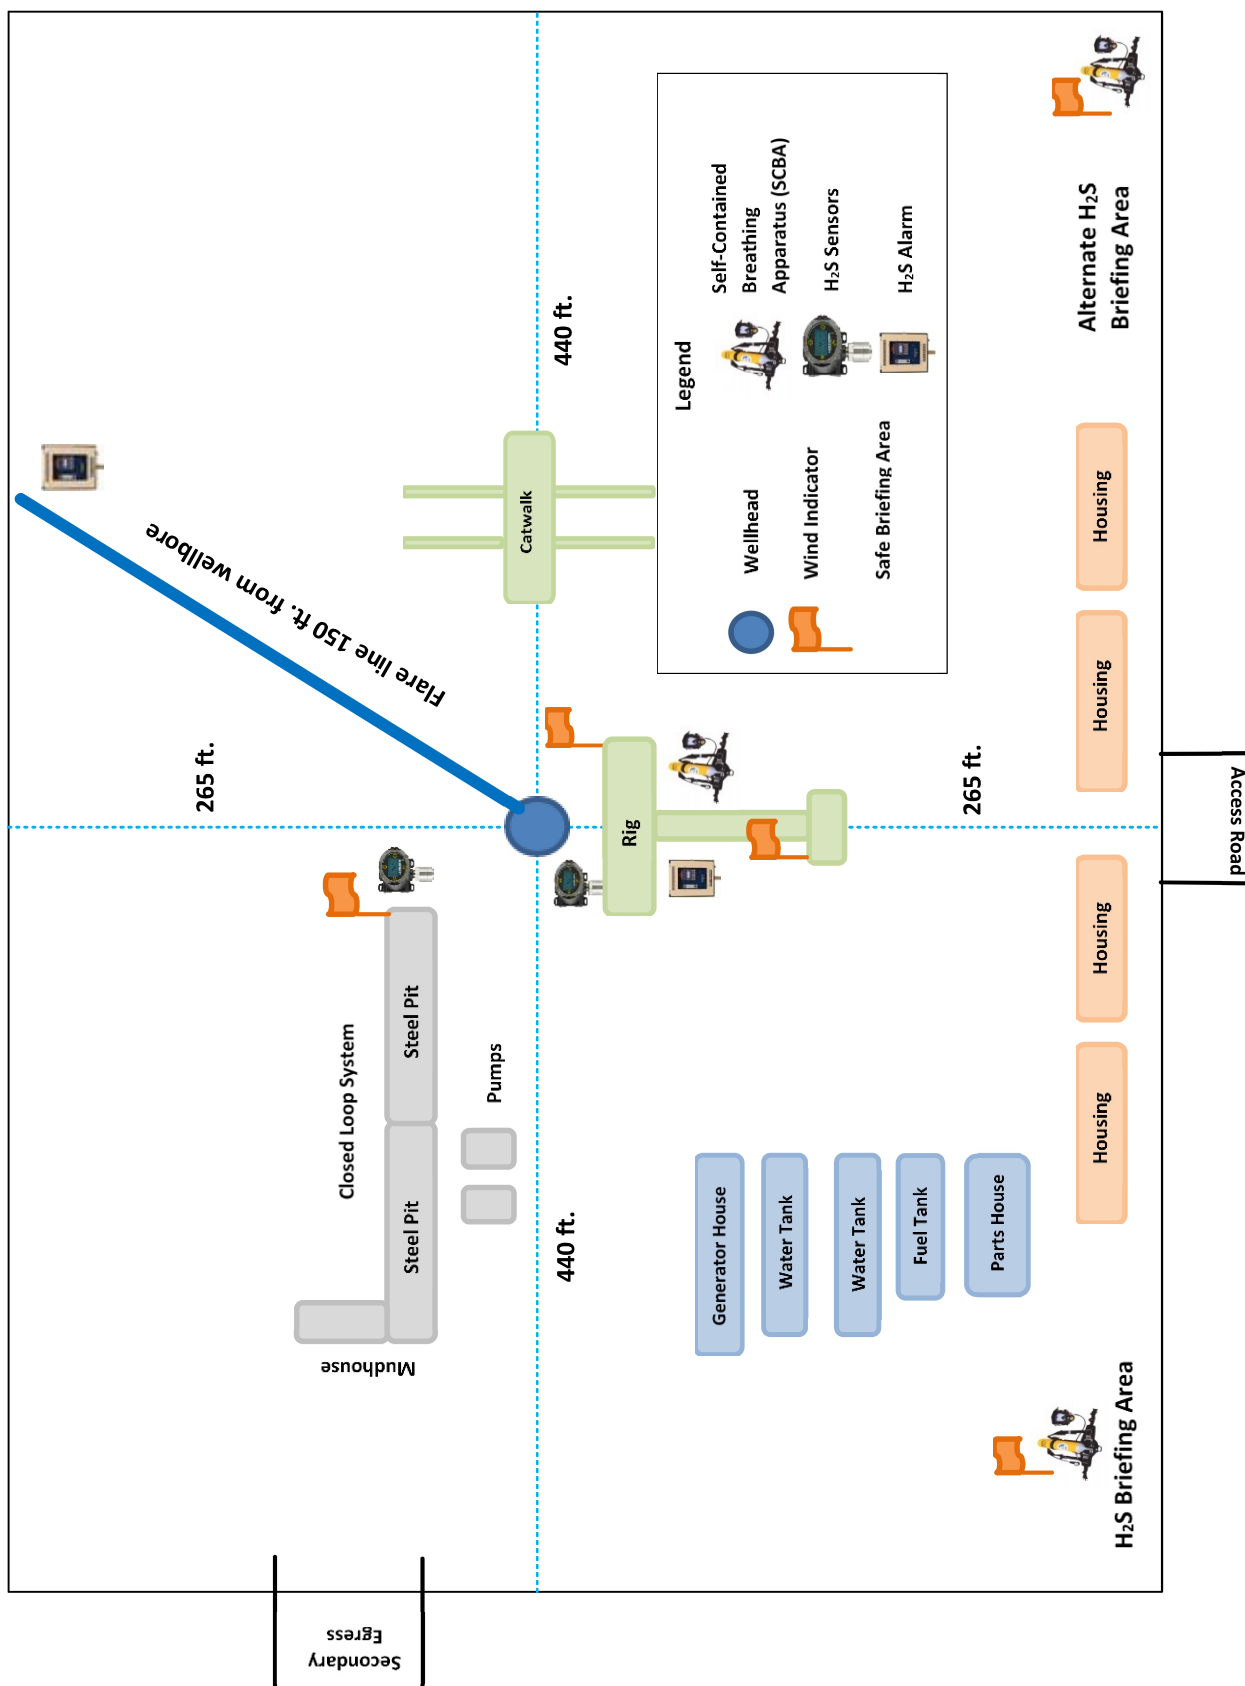 265 ft.
Flare line 150 ft. from wellbore
Closed Loop System
Steel Pit
Steel Pit
Mudhouse
Pumps
Secondary
Egress
440 ft.
440 ft.
Catwalk
Rig
265 ft.
Legend
Wellhead
Wind Indicator
Safe Briefing Area
Self-Contained
Breathing
Apparatus (SCBA)
H₂S Sensors
H₂S Alarm
Generator House
Water Tank
Water Tank
Fuel Tank
Parts House
Housing
Housing
Housing
Housing
H₂S Briefing Area
Alternate H₂S
Briefing Area
Access Road